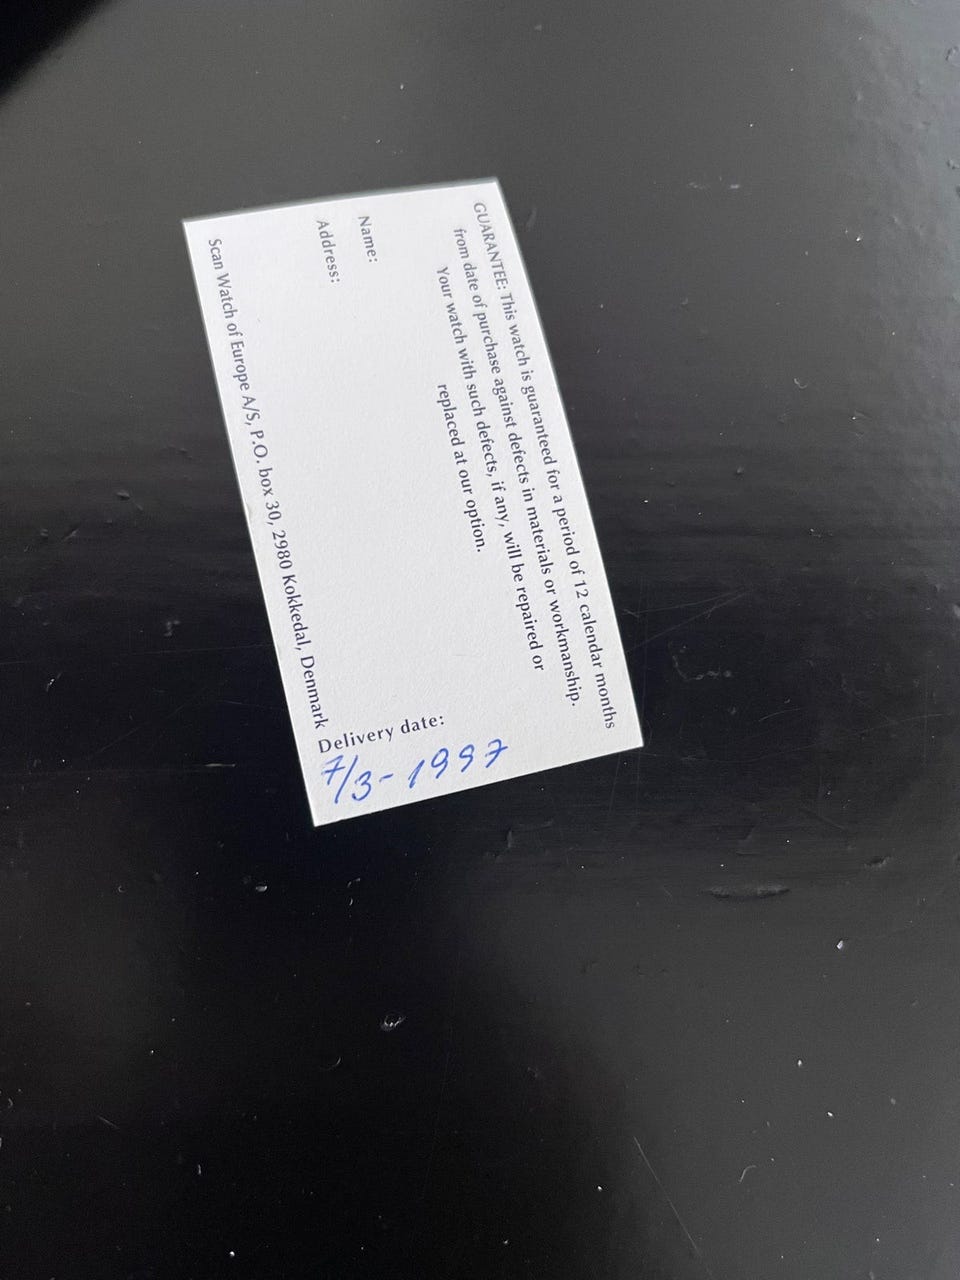 GUARANTEE: This watch is guaranteed for a period of 12 calendar months
from date of purchase against defects in materials or workmanship.
Your watch with such defects, if any, will be repaired or
replaced at our option.
Name:
Address:
Delivery date:
7/3-1997
Scan Watch of Europe A/S, P.O. box 30, 2980 Kokkedal, Denmark